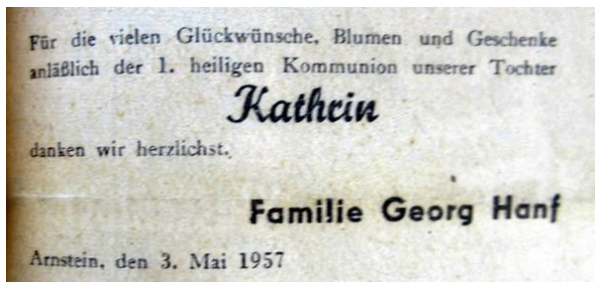 Für die vielen Glückwünsche, Blumen und Geschenke
anläßlich der 1. heiligen Kommunion unserer Tochter
Kathrin
danken wir herzlichst.
Familie Georg Hanf
Arnstein, den 3. Mai 1957